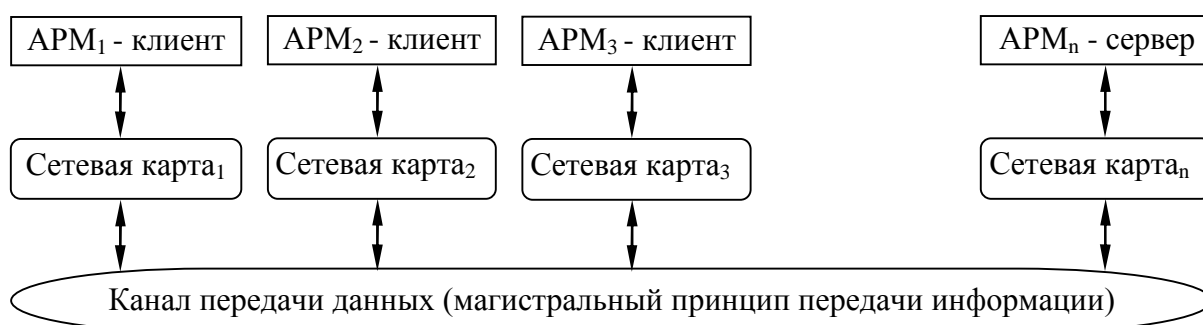 АРМ₁ - клиент АРМ₂ - клиент АРМ₃ - клиент АРМₙ - сервер
Сетевая карта₁ Сетевая карта₂ Сетевая карта₃ Сетевая картаₙ
Канал передачи данных (магистральный принцип передачи информации)